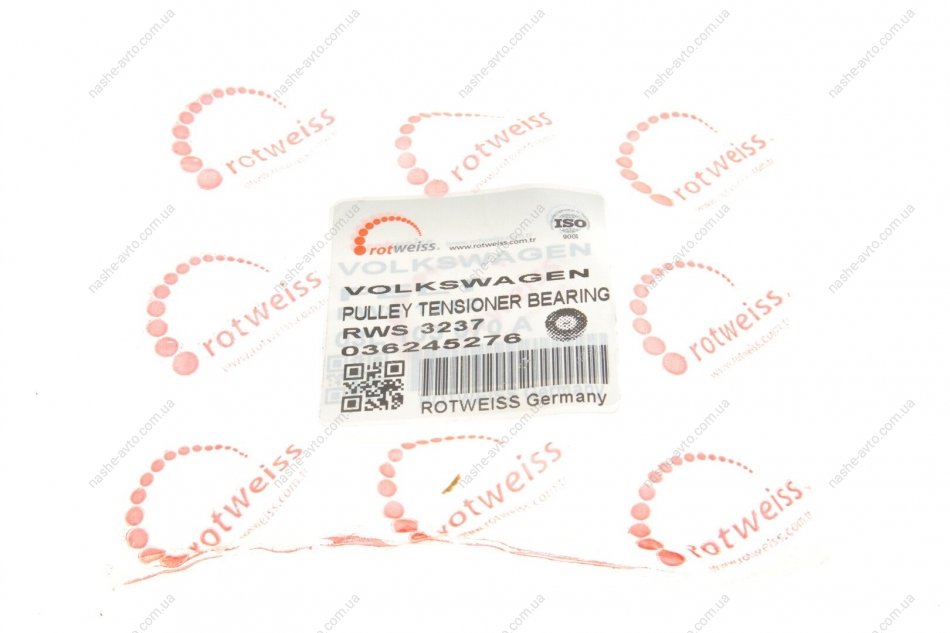 rotweiss.
www.rotweiss.com.tr
ISO
9001
VOLKSWAGEN
VOLKSWAGEN
PULLEY TENSIONER BEARING
RWS 3237
036245276
ROTWEISS Germany
rotweiss
rotweiss
rotweiss
rotweiss
rotweiss
rotweiss
rotweiss
rotweiss
nashe-avto.com.ua